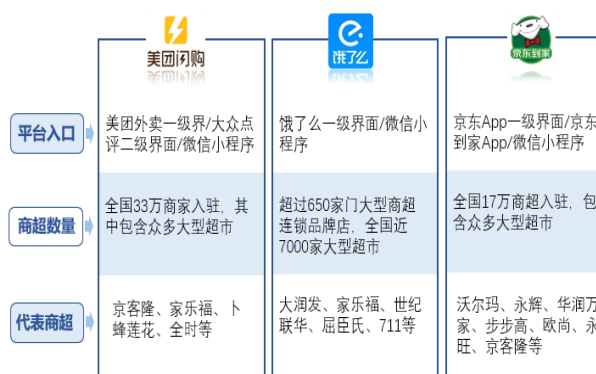 美团闪购
饿了么
京东到家
平台入口
美团外卖一级界/大众点
评二级界面/微信小程序
饿了么一级界面/微信小
程序
京东App一级界面/京东
到家App/微信小程序
商超数量
全国33万商家入驻，其
中包含众多大型超市
超过650家门大型商超
连锁品牌店，全国近
7000家大型超市
全国17万商超入驻，包
含众多大型超市
代表商超
京客隆、家乐福、卜
蜂莲花、全时等
大润发、家乐福、世纪
联华、屈臣氏、711等
沃尔玛、永辉、华润万
家、步步高、欧尚、永
旺、京客隆等